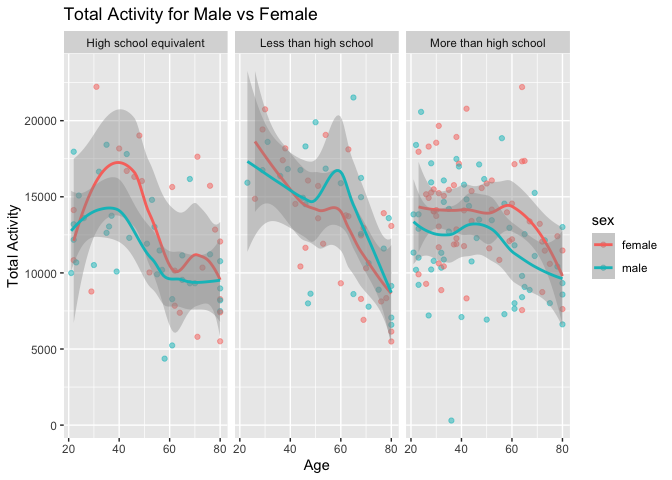 Total Activity for Male vs Female
High school equivalent
Less than high school
More than high school
20000
15000
10000
5000
0
Total Activity
20 40 60 80
20 40 60 80
20 40 60 80
Age
sex
female
male